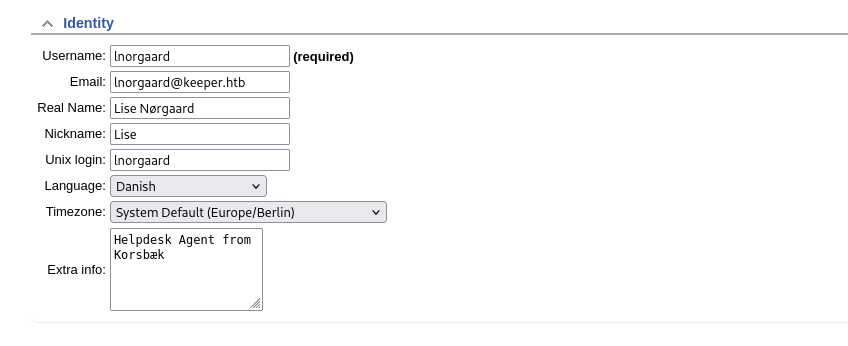 Identity
Username: lnorgaard (required)
Email: lnorgaard@keeper.htb
Real Name: Lise Nørgaard
Nickname: Lise
Unix login: lnorgaard
Language: Danish
Timezone: System Default (Europe/Berlin)
Extra info: Helpdesk Agent from
Korsbæk